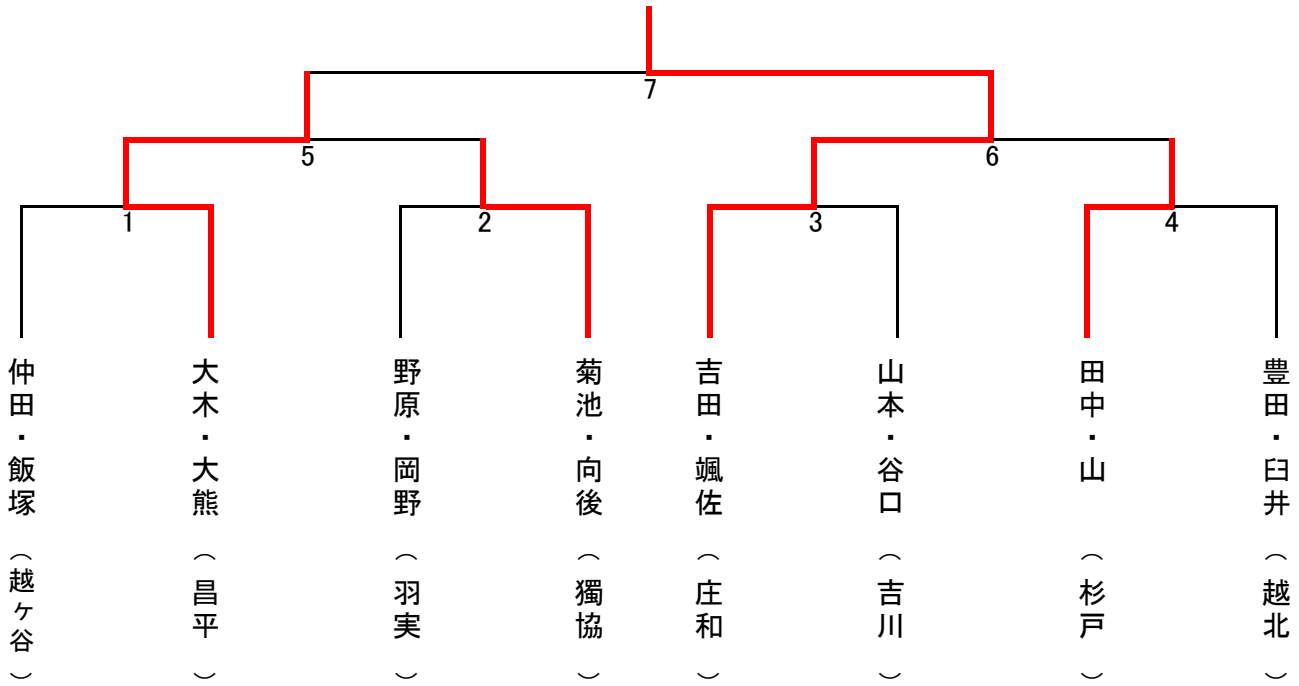 7
5
6
1
2
3
4
仲田・飯塚（越ヶ谷）
大木・大熊（昌平）
野原・岡野（羽実）
菊池・向後（獨協）
吉田・颯佐（庄和）
山本・谷口（吉川）
田中・山（杉戸）
豊田・臼井（越北）